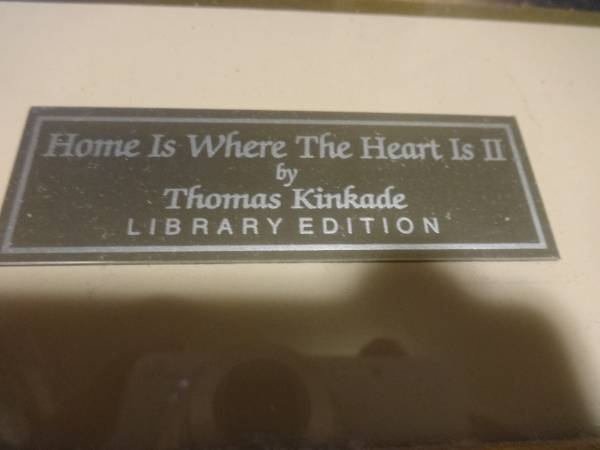 Home Is Where The Heart Is II
by
Thomas Kinkade
LIBRARY EDITION